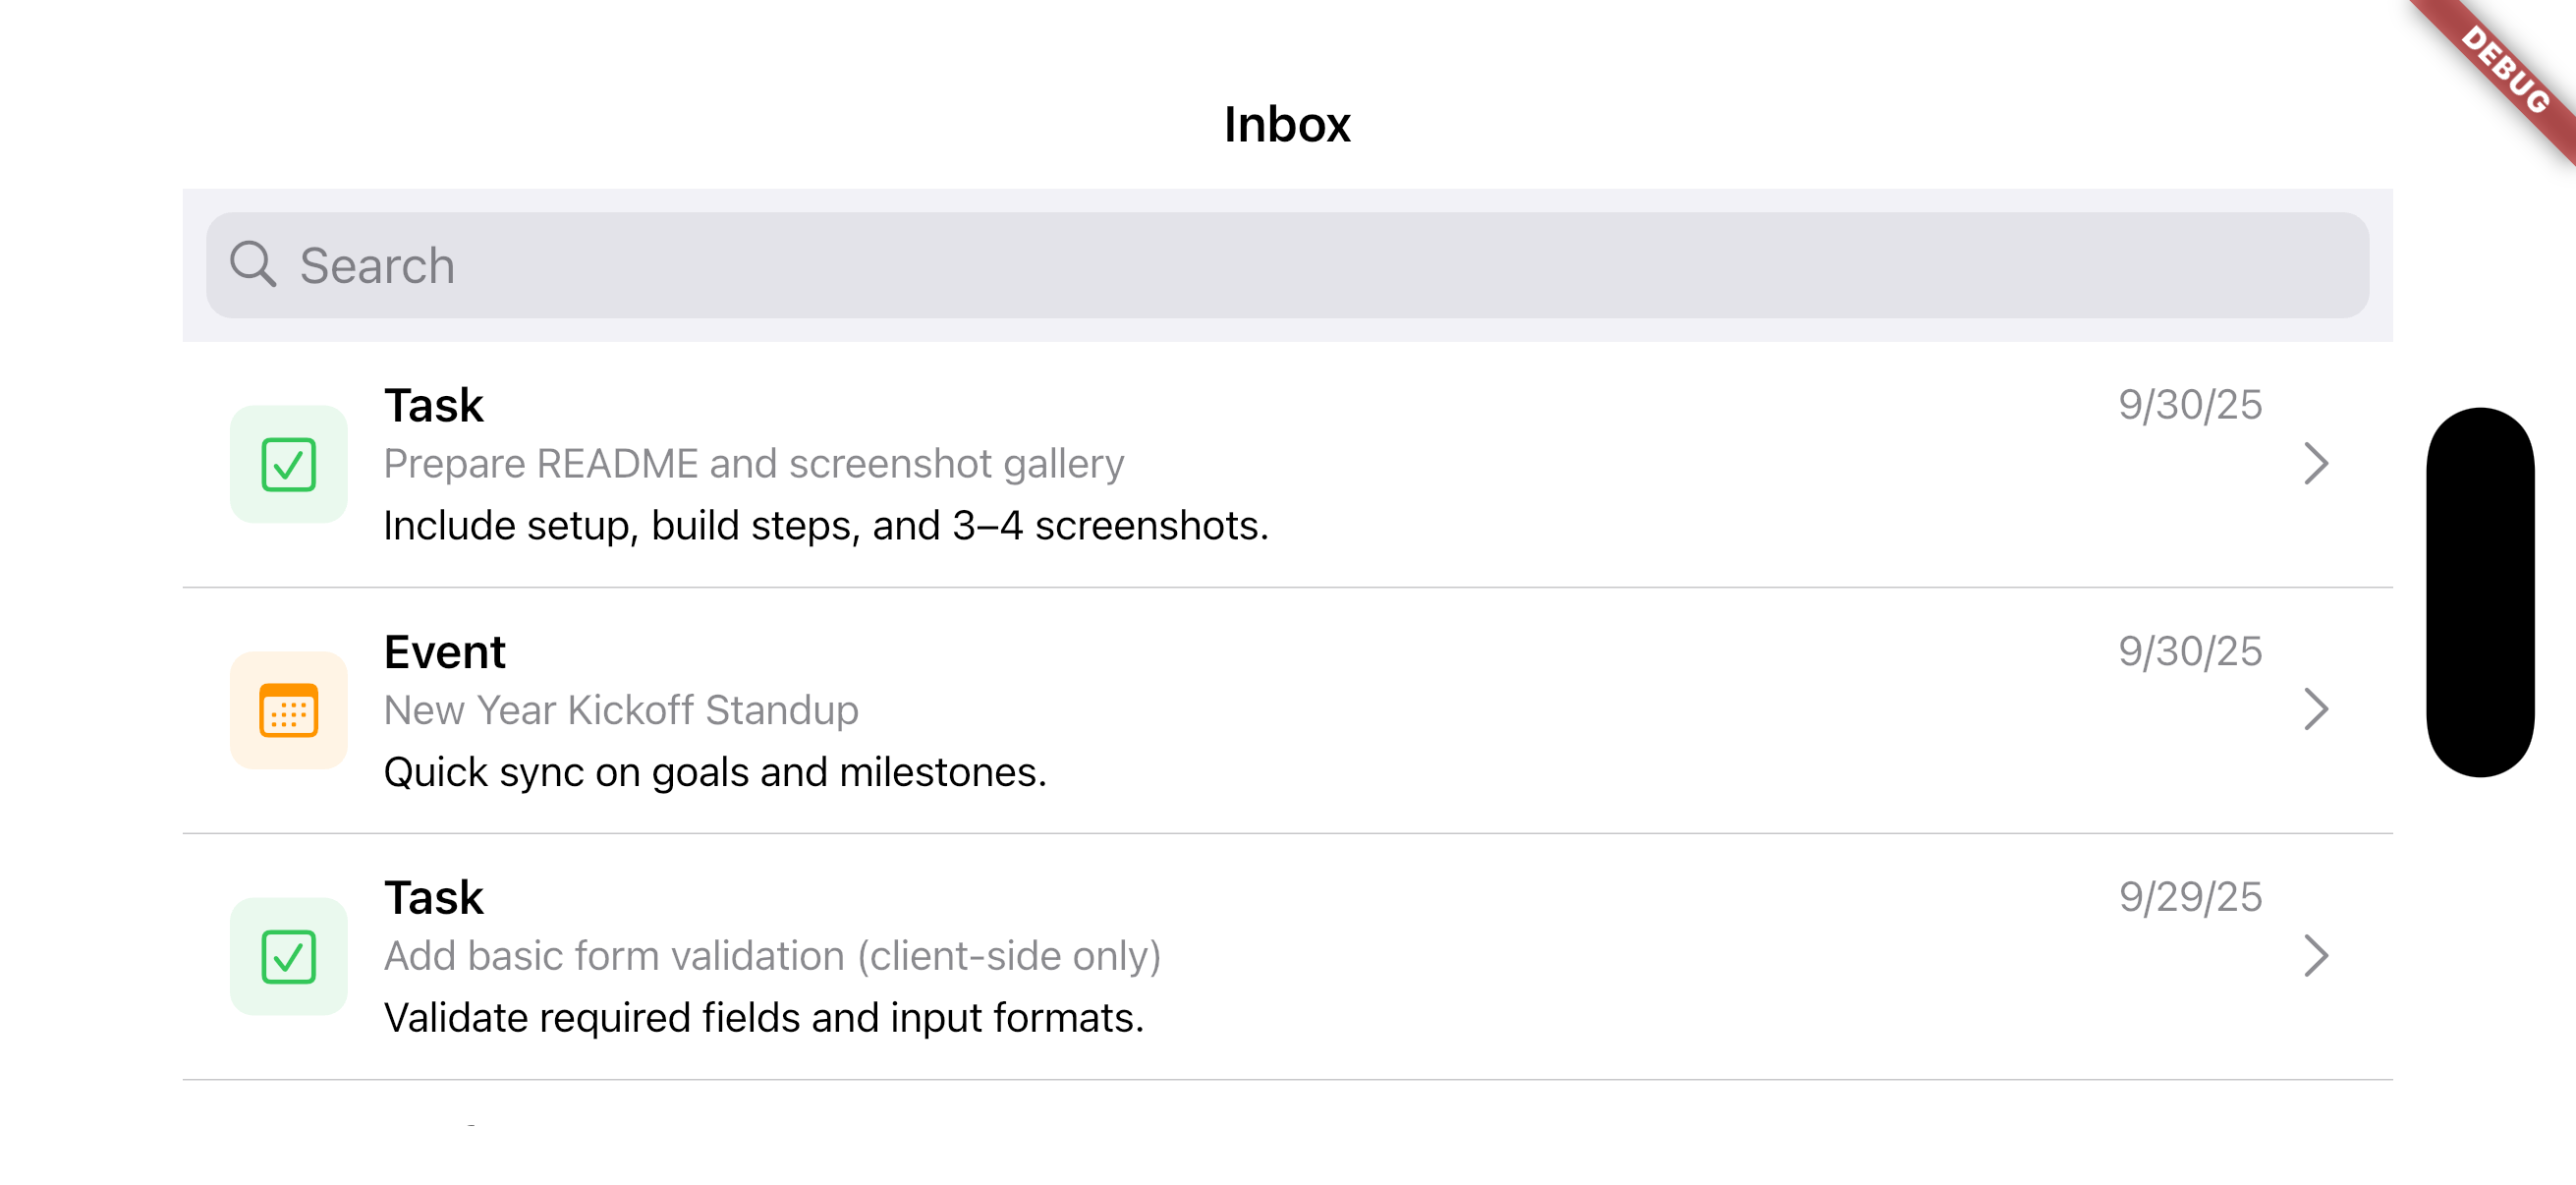 DEBUG
Inbox
Search
Task
9/30/25
Prepare README and screenshot gallery
Include setup, build steps, and 3–4 screenshots.
Event
9/30/25
New Year Kickoff Standup
Quick sync on goals and milestones.
Task
9/29/25
Add basic form validation (client-side only)
Validate required fields and input formats.